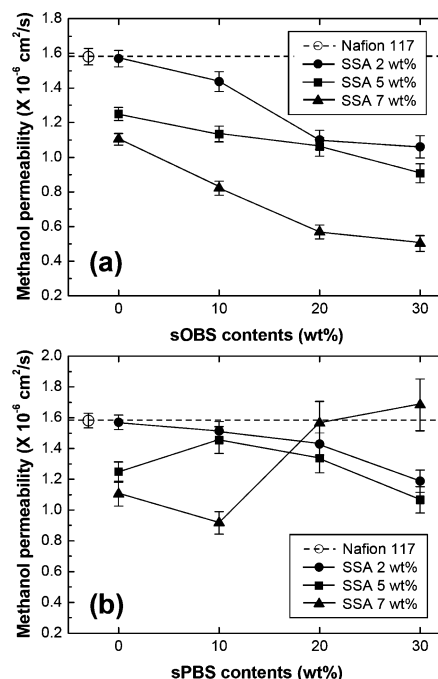 Methanol permeability (X 10⁻⁶ cm²/s)
1.8
1.6
1.4
1.2
1.0
0.8
0.6
0.4
0.2
Nafion 117
SSA 2 wt%
SSA 5 wt%
SSA 7 wt%
(a)
0 10 20 30
sOBS contents (wt%)
Methanol permeability (X 10⁻⁶ cm²/s)
2.0
1.8
1.6
1.4
1.2
1.0
0.8
0.6
0.4
0.2
(b)
Nafion 117
SSA 2 wt%
SSA 5 wt%
SSA 7 wt%
0 10 20 30
sPBS contents (wt%)